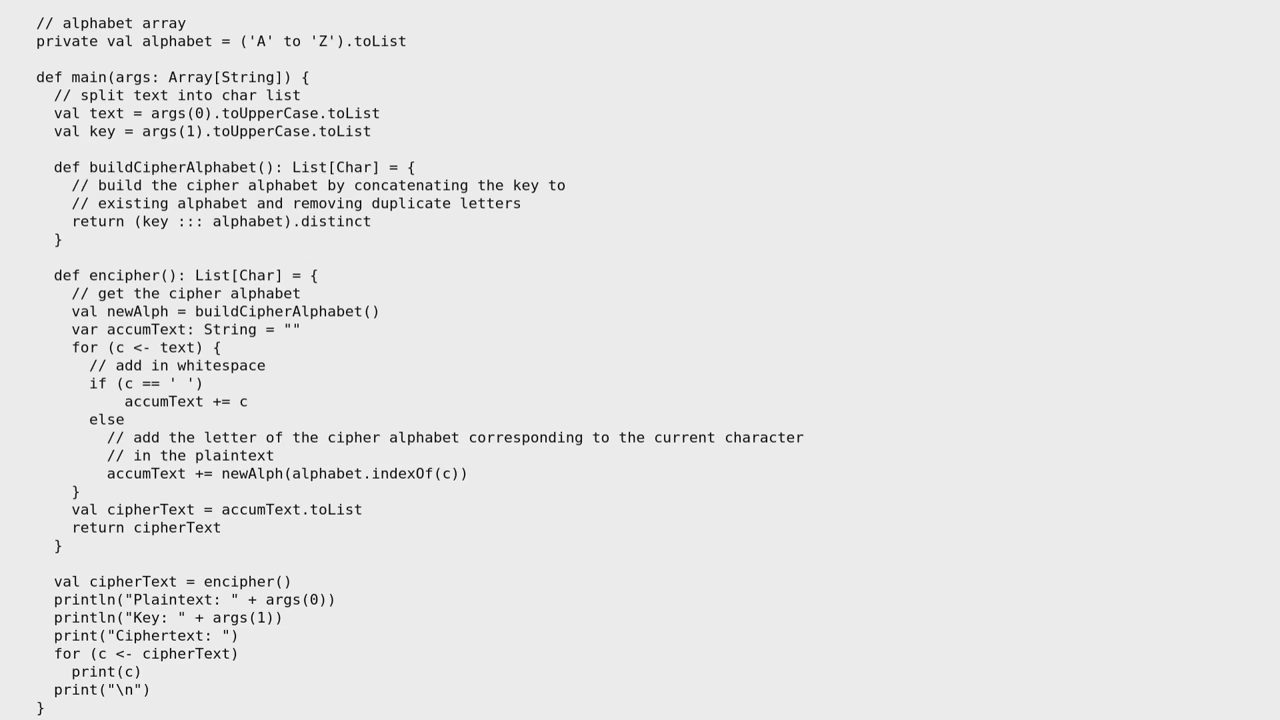 // alphabet array
private val alphabet = ('A' to 'Z').toList
def main(args: Array[String]) {
// split text into char list
val text = args(0).toUpperCase.toList
val key = args(1).toUpperCase.toList
def buildCipherAlphabet(): List[Char] = {
// build the cipher alphabet by concatenating the key to
// existing alphabet and removing duplicate letters
return (key ::: alphabet).distinct
}
def encipher(): List[Char] = {
// get the cipher alphabet
val newAlph = buildCipherAlphabet()
var accumText: String = ""
for (c <- text) {
// add in whitespace
if (c == ' ')
accumText += c
else
// add the letter of the cipher alphabet corresponding to the current character
// in the plaintext
accumText += newAlph(alphabet.indexOf(c))
}
val cipherText = accumText.toList
return cipherText
}
val cipherText = encipher()
println("Plaintext: " + args(0))
println("Key: " + args(1))
print("Ciphertext: ")
for (c <- cipherText)
print(c)
print("\n")
}